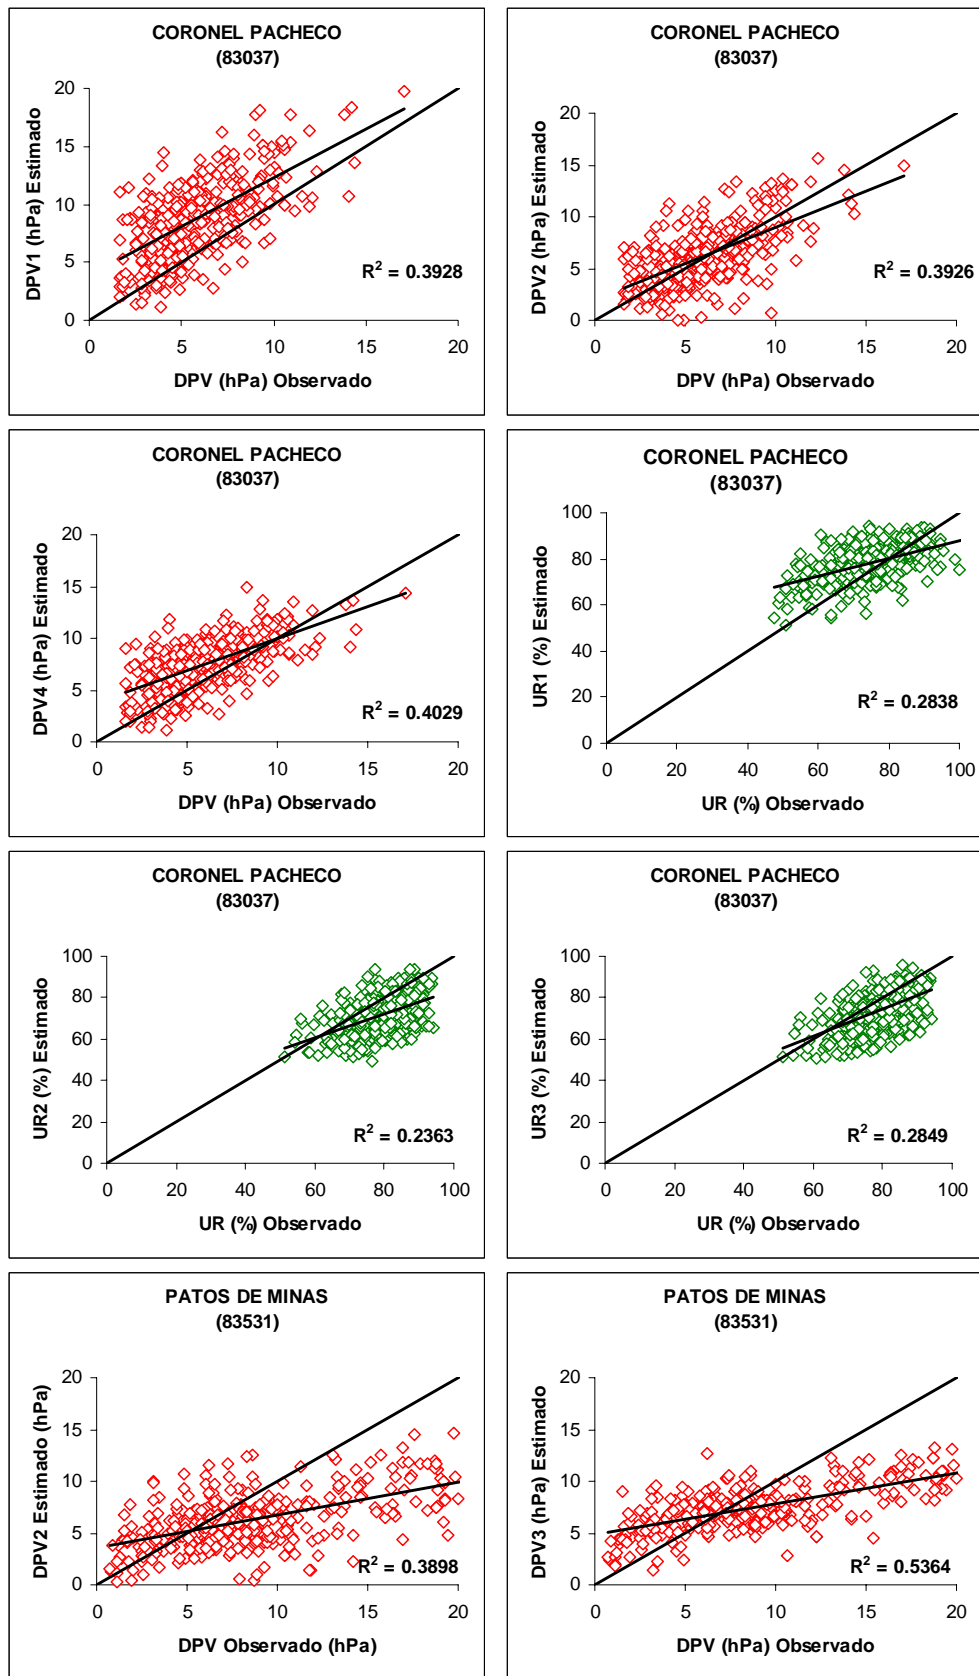 CORONEL PACHECO
(83037)
20
15
10
5
0
DPV1 (hPa) Estimado
R² = 0.3928
0 5 10 15 20
DPV (hPa) Observado
CORONEL PACHECO
(83037)
20
15
10
5
0
DPV2 (hPa) Estimado
R² = 0.3926
0 5 10 15 20
DPV (hPa) Observado
CORONEL PACHECO
(83037)
20
15
10
5
0
DPV4 (hPa) Estimado
R² = 0.4029
0 5 10 15 20
DPV (hPa) Observado
CORONEL PACHECO
(83037)
100
80
60
40
20
0
UR1 (%) Estimado
R² = 0.2838
0 20 40 60 80 100
UR (%) Observado
CORONEL PACHECO
(83037)
100
80
60
40
20
0
UR2 (%) Estimado
R² = 0.2363
0 20 40 60 80 100
UR (%) Observado
CORONEL PACHECO
(83037)
100
80
60
40
20
0
UR3 (%) Estimado
R² = 0.2849
0 20 40 60 80 100
UR (%) Observado
PATOS DE MINAS
(83531)
20
15
10
5
0
DPV2 Estimado (hPa)
R² = 0.3898
0 5 10 15 20
DPV Observado (hPa)
PATOS DE MINAS
(83531)
20
15
10
5
0
DPV3 (hPa) Estimado
R² = 0.5364
0 5 10 15 20
DPV (hPa) Observado